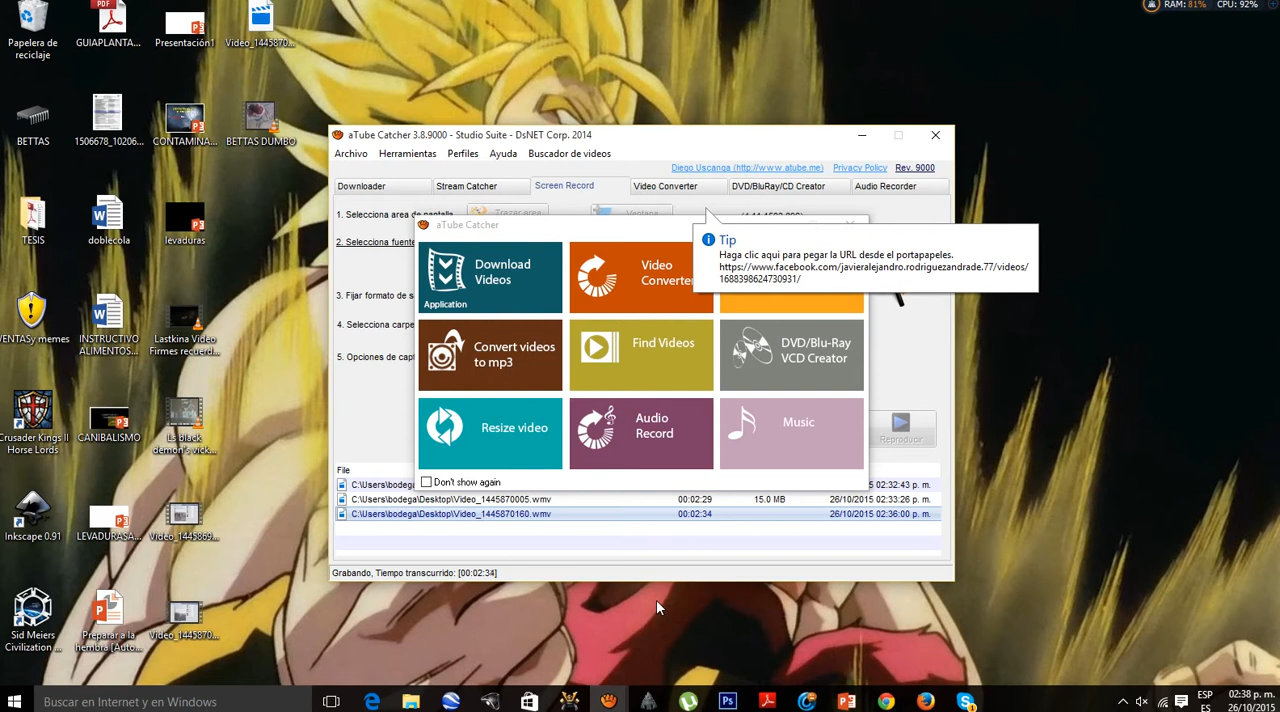 RAM: 81% CPU: 92%
Papelera de reciclaje
GUIAPLANTA...
Presentación1
Video_1445870...
BETTAS
1506678_10206...
CONTAMINA...
BETTAS DUMBO
TESIS
doblecola
levaduras
VENTASy memes
INSTRUCTIVO ALIMENTOS...
Lastkina Video Firmes recuerd...
Crusader Kings II Horse Lords
CANIBALISMO
Ls black demon's vick...
Inkscape 0.91
LEVADURASA...
Video_1445869...
Sid Meiers Civilization ...
Preparar a la hembra [Auto...
Video_1445870...
aTube Catcher 3.8.9000 - Studio Suite - DsNET Corp. 2014
Archivo Herramientas Perfiles Ayuda Buscador de videos
Diego Uscanga (http://www.atube.me) Privacy Policy Rev. 9000
Downloader Stream Catcher Screen Record Video Converter DVD/BluRay/CD Creator Audio Recorder
1. Selecciona area de pantalla Trazar area Ventana
2. Selecciona fuente
3. Fijar formato de s
4. Selecciona carpe
5. Opciones de capt
aTube Catcher
Tip
Haga clic aqui para pegar la URL desde el portapapeles.
https://www.facebook.com/javieralejandro.rodriguezandrade.77/videos/
1688398624730931/
Download Videos
Application
Video Converter
Convert videos to mp3
Find Videos
DVD/Blu-Ray VCD Creator
Resize video
Audio Record
Music
Don't show again
Reproducir
File
C:\Users\bodega 5 02:32:43 p. m.
C:\Users\bodega\Desktop\Video_1445870005.wmv 00:02:29 15.0 MB 26/10/2015 02:33:26 p. m.
C:\Users\bodega\Desktop\Video_1445870160.wmv 00:02:34 26/10/2015 02:36:00 p. m.
Grabando, Tiempo transcurrido: [00:02:34]
Buscar en Internet y en Windows
ESP
ES
02:38 p. m.
26/10/2015